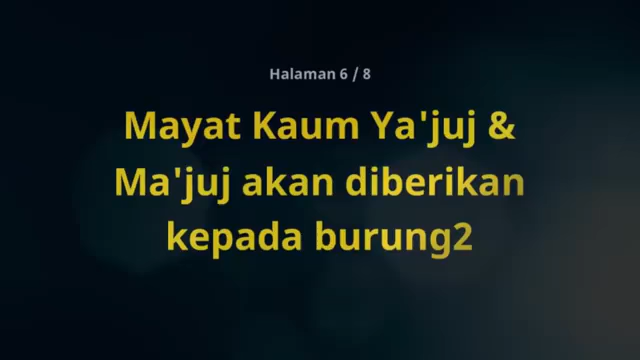 Halaman 6 / 8
Mayat Kaum Ya'juj &
Ma'juj akan diberikan
kepada burung2